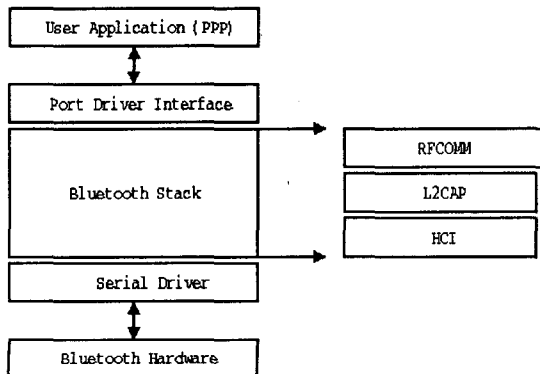 User Application (PPP)
Port Driver Interface
Bluetooth Stack
RFCOMM
L2CAP
HCI
Serial Driver
Bluetooth Hardware